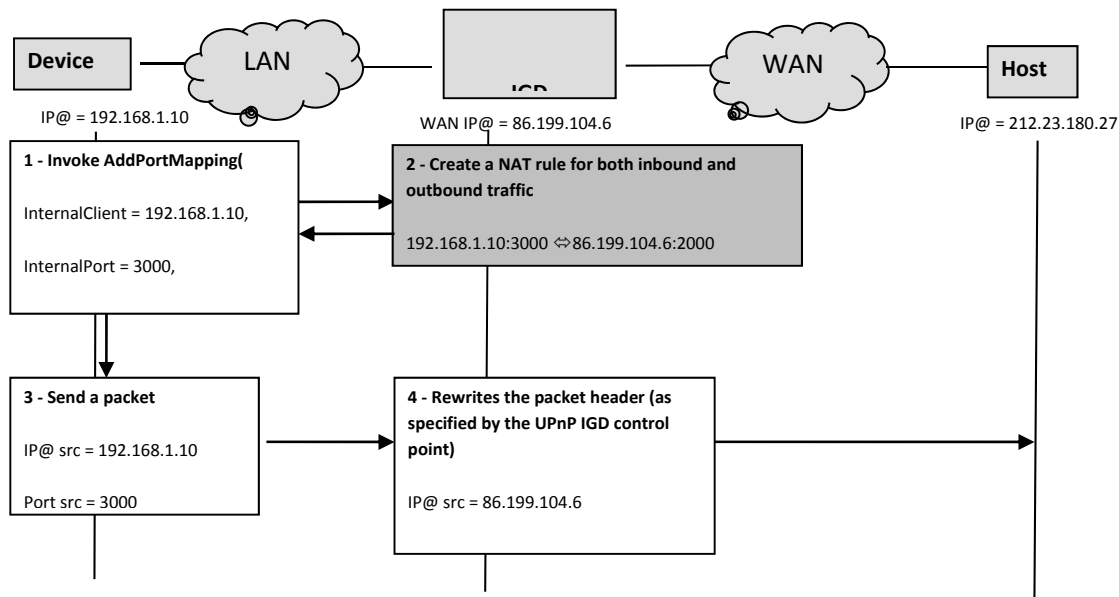 Device
LAN
IGD
WAN
Host
IP@ = 192.168.1.10
WAN IP@ = 86.199.104.6
IP@ = 212.23.180.27
1 - Invoke AddPortMapping(
InternalClient = 192.168.1.10,
InternalPort = 3000,
2 - Create a NAT rule for both inbound and
outbound traffic
192.168.1.10:3000 ⇔86.199.104.6:2000
3 - Send a packet
IP@ src = 192.168.1.10
Port src = 3000
4 - Rewrites the packet header (as
specified by the UPnP IGD control
point)
IP@ src = 86.199.104.6